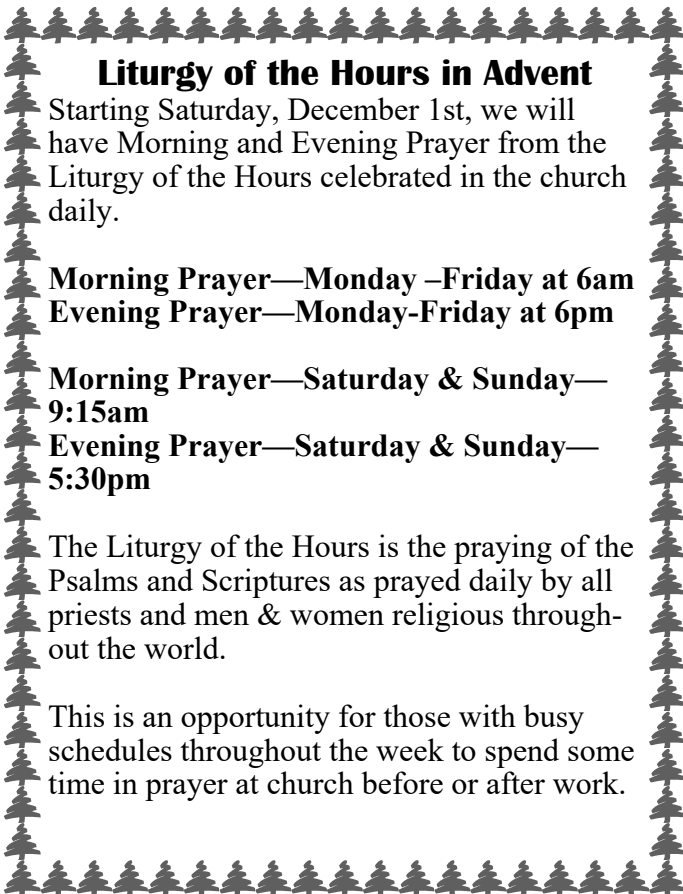 Liturgy of the Hours in Advent
Starting Saturday, December 1st, we will
have Morning and Evening Prayer from the
Liturgy of the Hours celebrated in the church
daily.
Morning Prayer—Monday –Friday at 6am
Evening Prayer—Monday-Friday at 6pm
Morning Prayer—Saturday & Sunday—
9:15am
Evening Prayer—Saturday & Sunday—
5:30pm
The Liturgy of the Hours is the praying of the
Psalms and Scriptures as prayed daily by all
priests and men & women religious through-
out the world.
This is an opportunity for those with busy
schedules throughout the week to spend some
time in prayer at church before or after work.